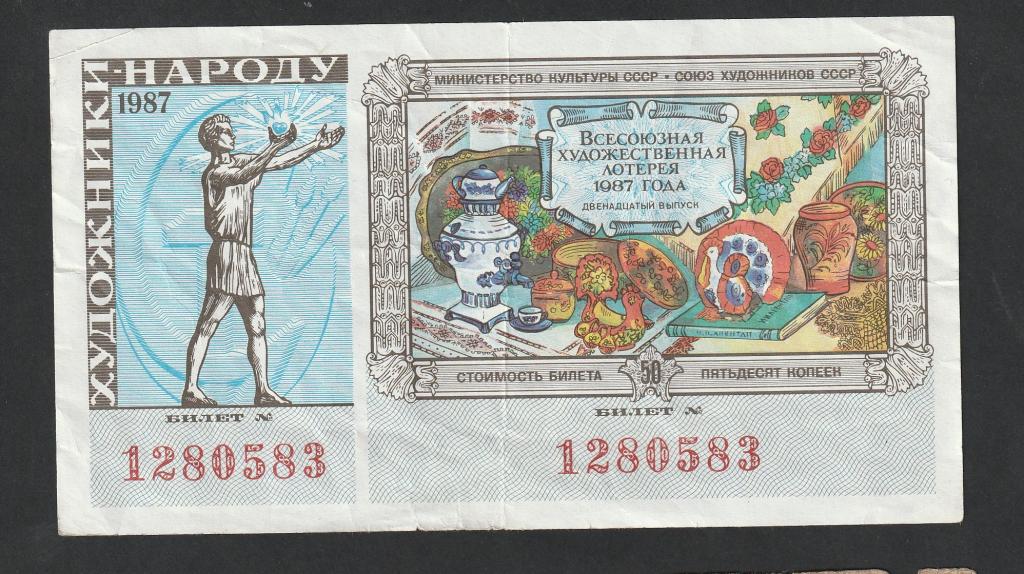 ХУДОЖНИКИ-НАРОДУ
1987
БИЛЕТ №
1280583
МИНИСТЕРСТВО КУЛЬТУРЫ СССР • СОЮЗ ХУДОЖНИКОВ СССР
ВСЕСОЮЗНАЯ
ХУДОЖЕСТВЕННАЯ
ЛОТЕРЕЯ
1987 ГОДА
ДВЕНАДЦАТЫЙ ВЫПУСК
СТОИМОСТЬ БИЛЕТА 50 ПЯТЬДЕСЯТ КОПЕЕК
БИЛЕТ №
1280583